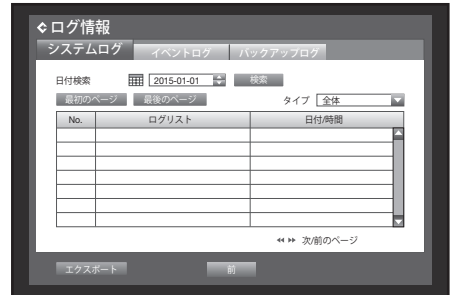 ログ情報
システムログ イベントログ バックアップログ
日付検索 2015-01-01 検索
最初のページ 最後のページ タイプ 全体
No. ログリスト 日付/時間
次/前のページ
エクスポート 前